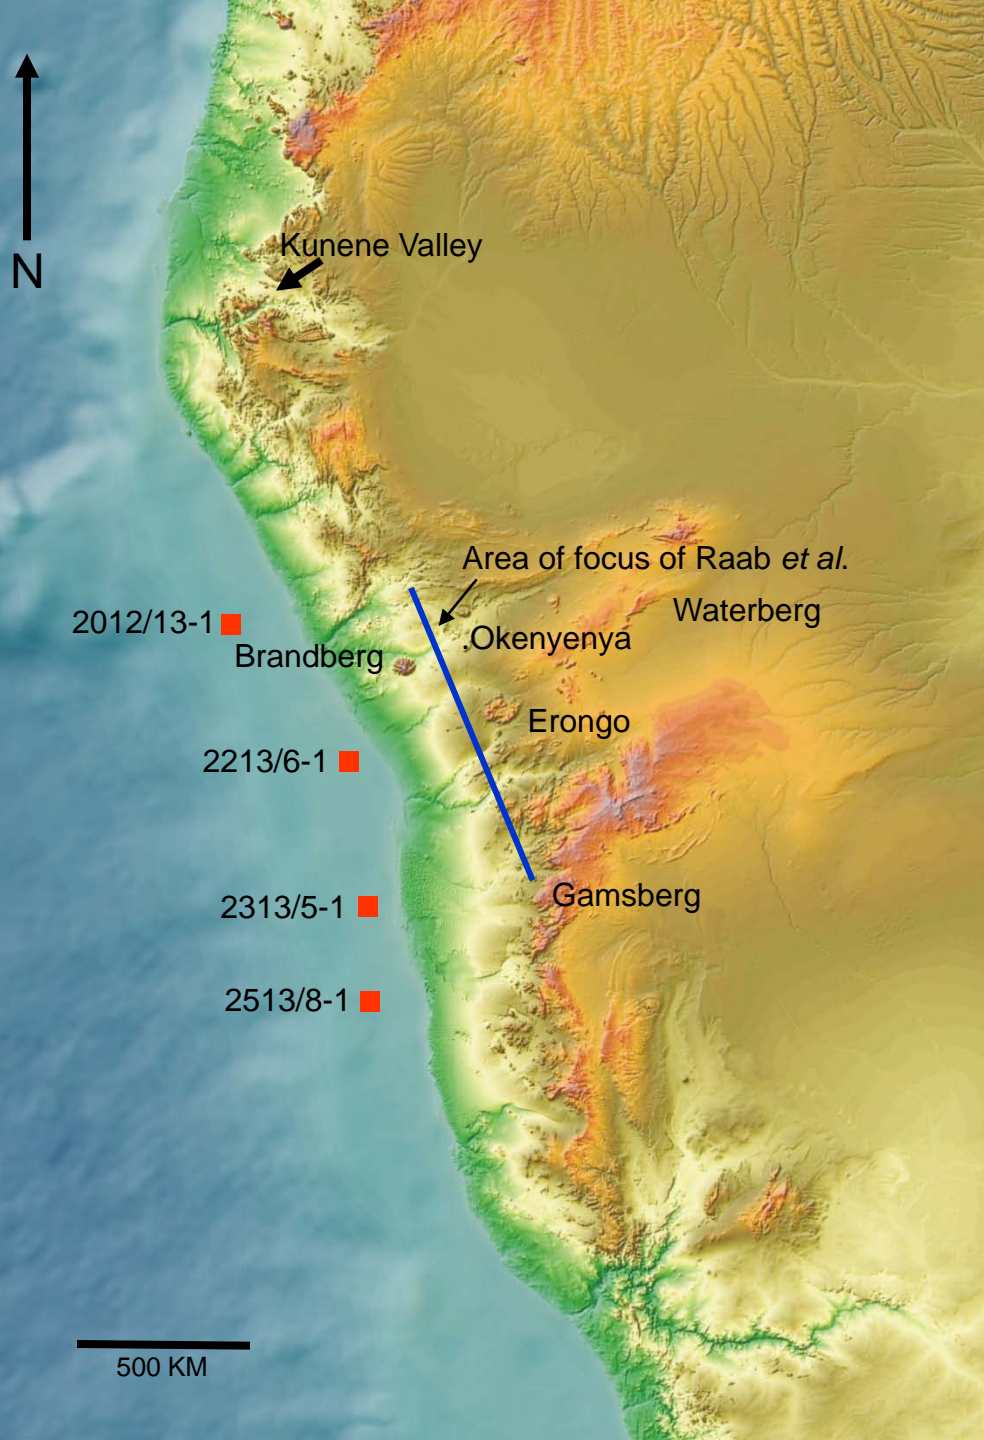 N
Kunene Valley
Area of focus of Raab et al.
Waterberg
2012/13-1
.Okenyenya
Brandberg
Erongo
2213/6-1
Gamsberg
2313/5-1
2513/8-1
500 KM